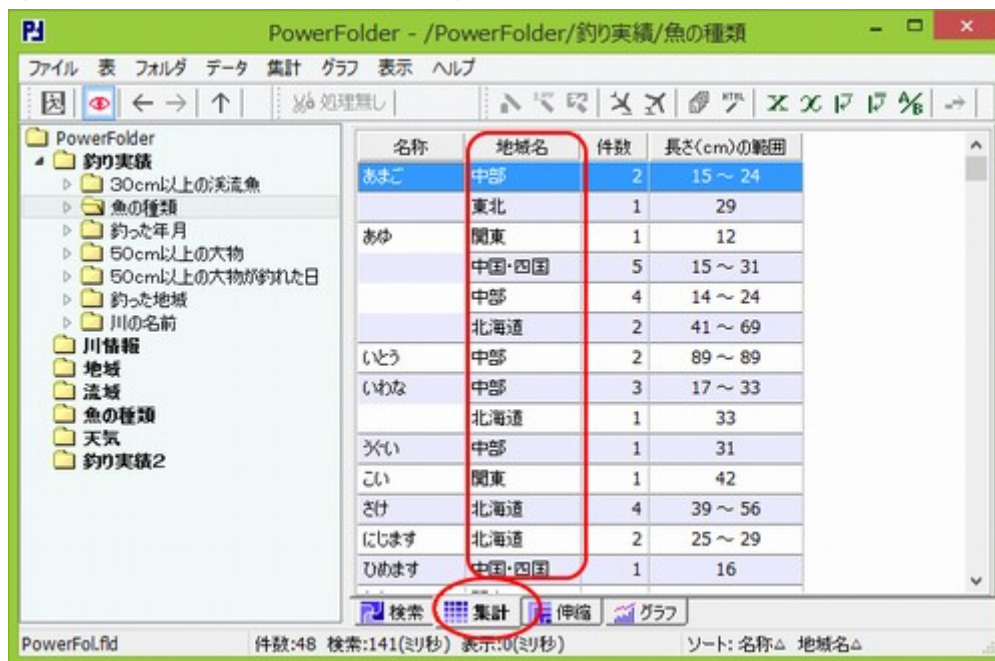 PowerFolder - /PowerFolder/釣り実績/魚の種類
ファイル 表 フォルダ データ 集計 グラフ 表示 ヘルプ
処理無し
PowerFolder
釣り実績
30cm以上の渓流魚
魚の種類
釣った年月
50cm以上の大物
50cm以上の大物が釣れた日
釣った地域
川の名前
川情報
地域
流域
魚の種類
天気
釣り実績2
名称 地域名 件数 長さ(cm)の範囲
あまご 中部 2 15 ～ 24
東北 1 29
あゆ 関東 1 12
中国・四国 5 15 ～ 31
中部 4 14 ～ 24
北海道 2 41 ～ 69
いとう 中部 2 89 ～ 89
いわな 中部 3 17 ～ 33
北海道 1 33
うぐい 中部 1 31
こい 関東 1 42
さけ 北海道 4 39 ～ 56
にじます 北海道 2 25 ～ 29
ひめます 中国・四国 1 16
検索 集計 伸縮 グラフ
PowerFol.fld 件数:48 検索:141(ミリ秒) 表示:0(ミリ秒) ソート: 名称△ 地域名△